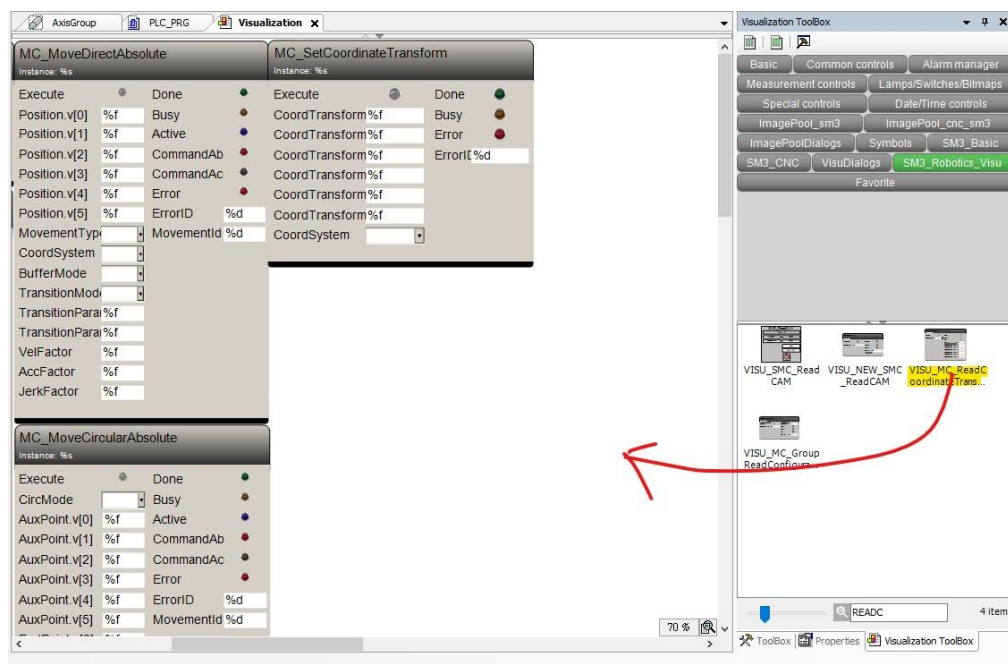 AxisGroup
PLC_PRG
Visualization
MC_MoveDirectAbsolute
Instance: %s
Execute Done
Position.v[0] %f Busy
Position.v[1] %f Active
Position.v[2] %f CommandAb
Position.v[3] %f CommandAc
Position.v[4] %f Error
Position.v[5] %f ErrorID %d
MovementTyp MovementId %d
CoordSystem
BufferMode
TransitionMod
TransitionPara %f
TransitionPara %f
VelFactor %f
AccFactor %f
JerkFactor %f
MC_SetCoordinateTransform
Instance: %s
Execute Done
CoordTransform %f Busy
CoordTransform %f Error
CoordTransform %f ErrorI %d
CoordTransform %f
CoordTransform %f
CoordTransform %f
CoordSystem
MC_MoveCircularAbsolute
Instance: %s
Execute Done
CircMode Busy
AuxPoint.v[0] %f Active
AuxPoint.v[1] %f CommandAb
AuxPoint.v[2] %f CommandAc
AuxPoint.v[3] %f Error
AuxPoint.v[4] %f ErrorID %d
AuxPoint.v[5] %f MovementId %d
70 %
Visualization ToolBox
Basic Common controls Alarm manager
Measurement controls Lamps/Switches/Bitmaps
Special controls Date/Time controls
ImagePool_sm3 ImagePool_cnc_sm3
ImagePoolDialogs Symbols SM3_Basic
SM3_CNC VisuDialogs SM3_Robotics_Visu
Favorite
VISU_SMC_Read
CAM
VISU_NEW_SMC
_ReadCAM
VISU_MC_ReadC
oordinateTrans...
VISU_MC_Group
ReadConfigura...
READC
4 item
ToolBox Properties Visualization ToolBox